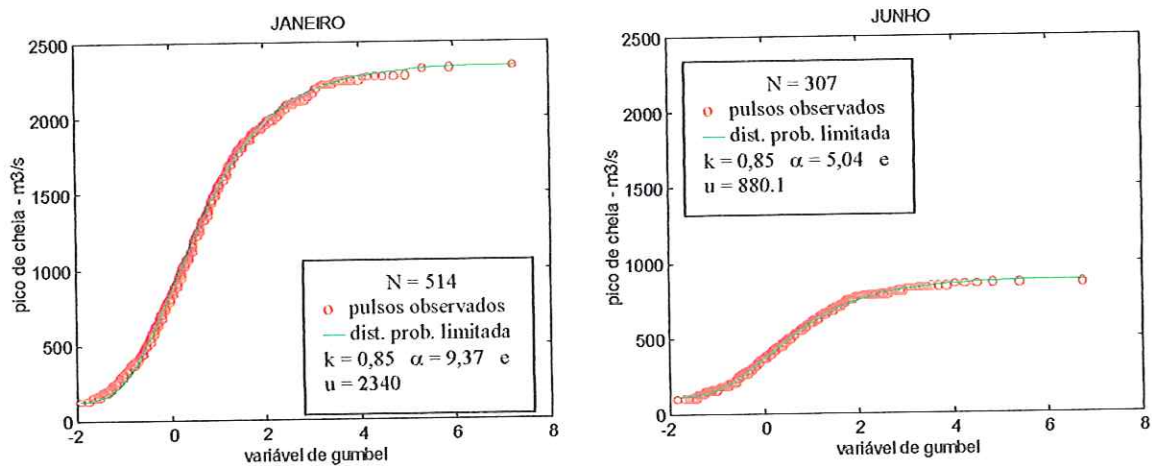 JANEIRO
2500
2000
1500
1000
500
0
pico de cheia - m3/s
N = 514
o pulsos observados
— dist. prob. limitada
k = 0,85 α = 9,37 e
u = 2340
-2 0 2 4 6 8
variável de gumbel
JUNHO
2500
2000
1500
1000
500
0
pico de cheia - m3/s
N = 307
o pulsos observados
— dist. prob. limitada
k = 0,85 α = 5,04 e
u = 880.1
-2 0 2 4 6 8
variável de gumbel